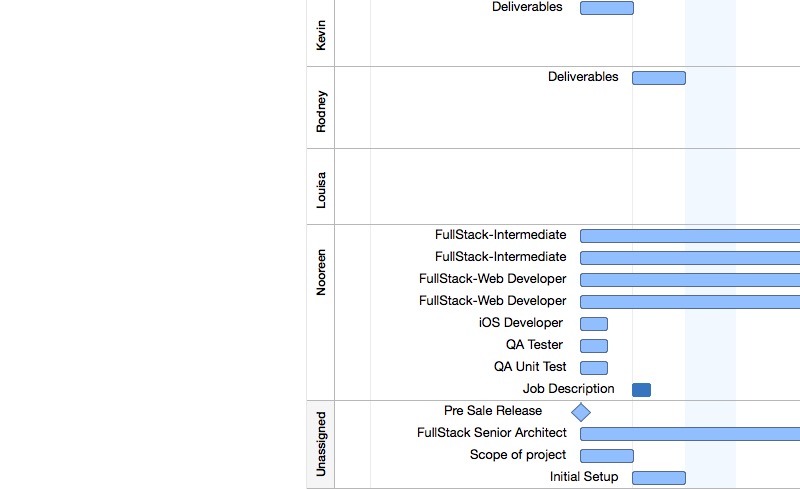 Kevin
Deliverables
Rodney
Deliverables
Louisa
Nooreen
FullStack-Intermediate
FullStack-Intermediate
FullStack-Web Developer
FullStack-Web Developer
iOS Developer
QA Tester
QA Unit Test
Job Description
Unassigned
Pre Sale Release
FullStack Senior Architect
Scope of project
Initial Setup